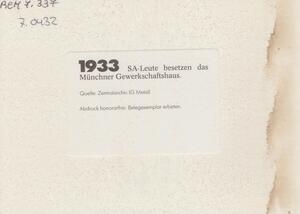 AEM 7.337
7.0432
1933 SA-Leute besetzen das
Münchner Gewerkschaftshaus.
Quelle: Zentralarchiv IG Metall
Abdruck honorarfrei. Belegexemplar erbeten.